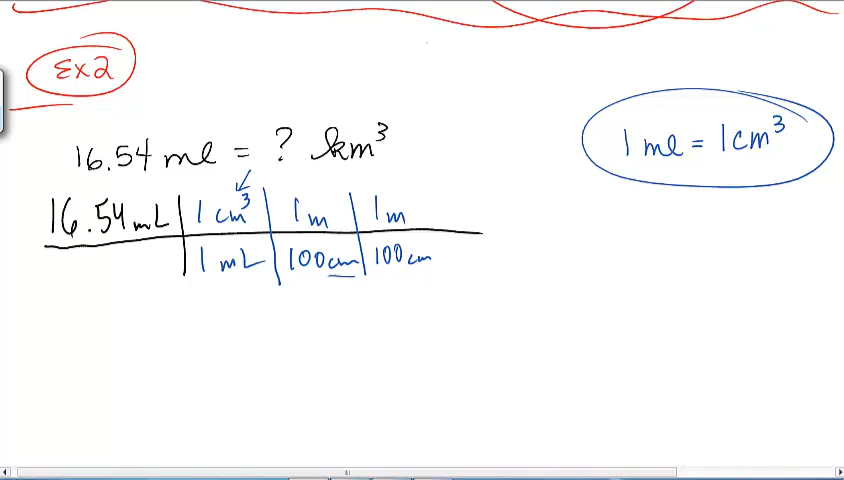 Ex2
16.54 ml = ? km³
1 ml = 1 cm³
16.54 mL | 1 cm³ | 1 m | 1 m
1 mL | 100 cm | 100 cm